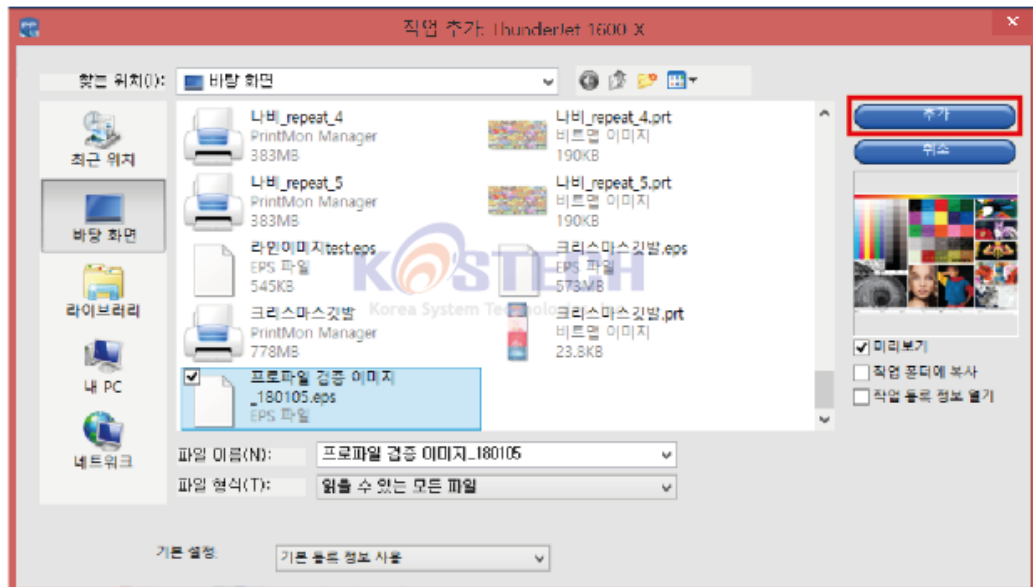 직업 추가: ThunderJet 1600-X
찾는 위치(I):
바탕 화면
추가
취소
최근 위치
바탕 화면
라이브러리
내 PC
네트워크
나비_repeat_4
PrintMon Manager
383MB
나비_repeat_4.prt
비트맵 이미지
190KB
나비_repeat_5
PrintMon Manager
383MB
나비_repeat_5.prt
비트맵 이미지
190KB
라인이미지test.eps
EPS 파일
545KB
크리스마스깃발.eps
EPS 파일
573MB
크리스마스깃발
PrintMon Manager
778MB
크리스마스깃발.prt
비트맵 이미지
23.8KB
프로파일 검증 이미지
_180105.eps
EPS 파일
KOSTECH
Korea System Technology Inc.
미리보기
작업 폴더에 복사
작업 등록 정보 열기
파일 이름(N):
프로파일 검증 이미지_180105
파일 형식(T):
읽을 수 있는 모든 파일
기본 설정:
기본 등록 정보 사용